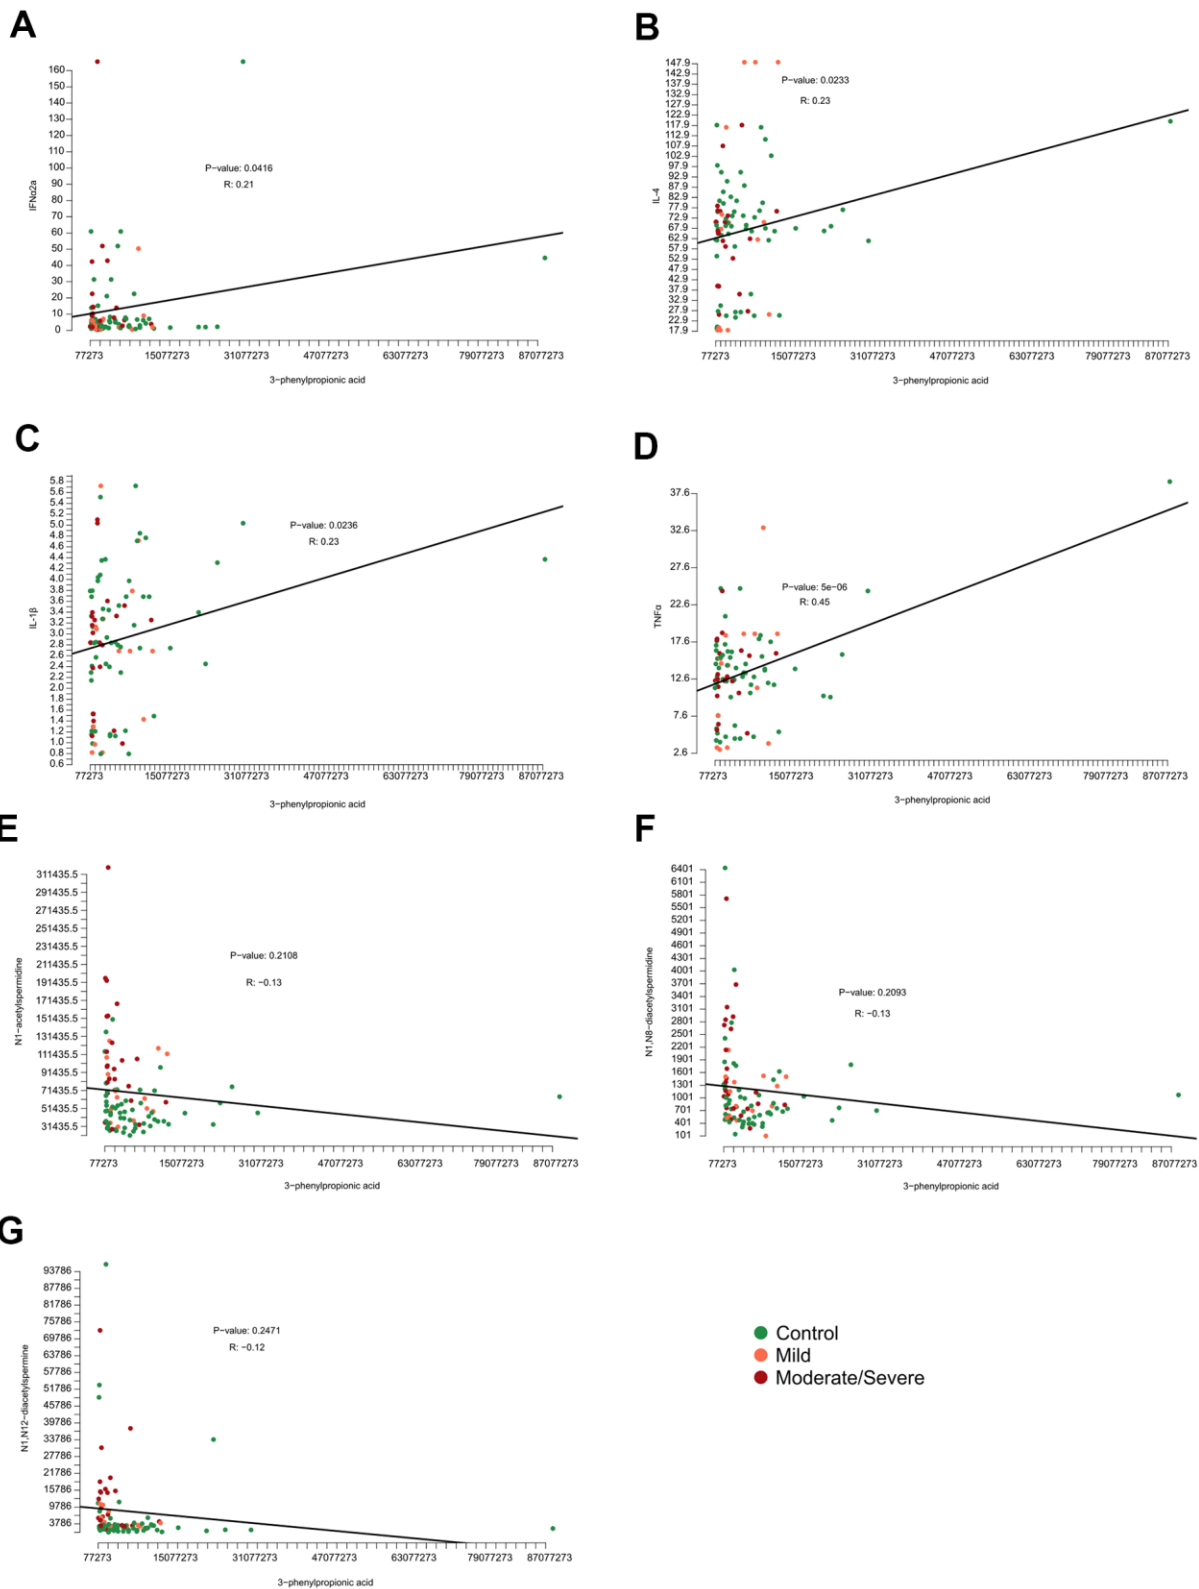 A
IFNα2a
160
150
140
130
120
110
100
90
80
70
60
50
40
30
20
10
0
P−value: 0.0416
R: 0.21
77273 15077273 31077273 47077273 63077273 79077273 87077273
3−phenylpropionic acid
B
IL-4
147.9
142.9
137.9
132.9
127.9
122.9
117.9
112.9
107.9
102.9
97.9
92.9
87.9
82.9
77.9
72.9
67.9
62.9
57.9
52.9
47.9
42.9
37.9
32.9
27.9
22.9
17.9
P−value: 0.0233
R: 0.23
77273 15077273 31077273 47077273 63077273 79077273 87077273
3−phenylpropionic acid
C
IL-1β
5.8
5.6
5.4
5.2
5.0
4.8
4.6
4.4
4.2
4.0
3.8
3.6
3.4
3.2
3.0
2.8
2.6
2.4
2.2
2.0
1.8
1.6
1.4
1.2
1.0
0.8
0.6
P−value: 0.0236
R: 0.23
77273 15077273 31077273 47077273 63077273 79077273 87077273
3−phenylpropionic acid
D
TNFα
37.6
32.6
27.6
22.6
17.6
12.6
7.6
2.6
P−value: 5e−06
R: 0.45
77273 15077273 31077273 47077273 63077273 79077273 87077273
3−phenylpropionic acid
E
N1−acetylspermidine
311435.5
291435.5
271435.5
251435.5
231435.5
211435.5
191435.5
171435.5
151435.5
131435.5
111435.5
91435.5
71435.5
51435.5
31435.5
P−value: 0.2108
R: −0.13
77273 15077273 31077273 47077273 63077273 79077273 87077273
3−phenylpropionic acid
F
N1,N8−diacetylspermidine
6401
6101
5801
5501
5201
4901
4601
4301
4001
3701
3401
3101
2801
2501
2201
1901
1601
1301
1001
701
401
101
P−value: 0.2093
R: −0.13
77273 15077273 31077273 47077273 63077273 79077273 87077273
3−phenylpropionic acid
G
N1,N12−diacetylspermine
93786
87786
81786
75786
69786
63786
57786
51786
45786
39786
33786
27786
21786
15786
9786
3786
P−value: 0.2471
R: −0.12
77273 15077273 31077273 47077273 63077273 79077273 87077273
3−phenylpropionic acid
Control
Mild
Moderate/Severe